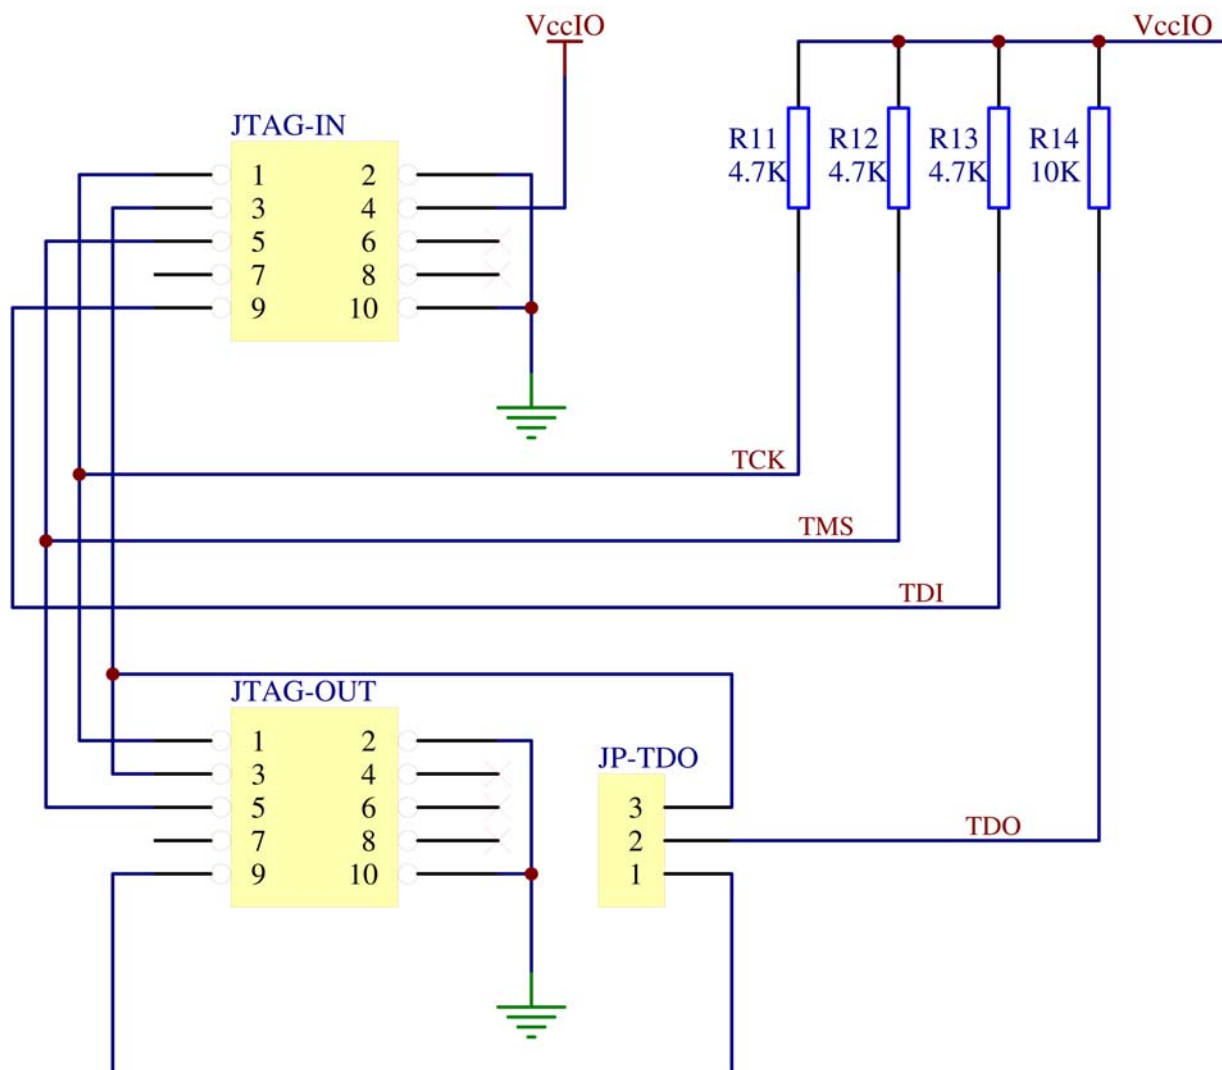 VccIO
VccIO
JTAG-IN
1 2
3 4
5 6
7 8
9 10
R11
4.7K
R12
4.7K
R13
4.7K
R14
10K
TCK
TMS
TDI
JTAG-OUT
1 2
3 4
5 6
7 8
9 10
JP-TDO
3
2
1
TDO